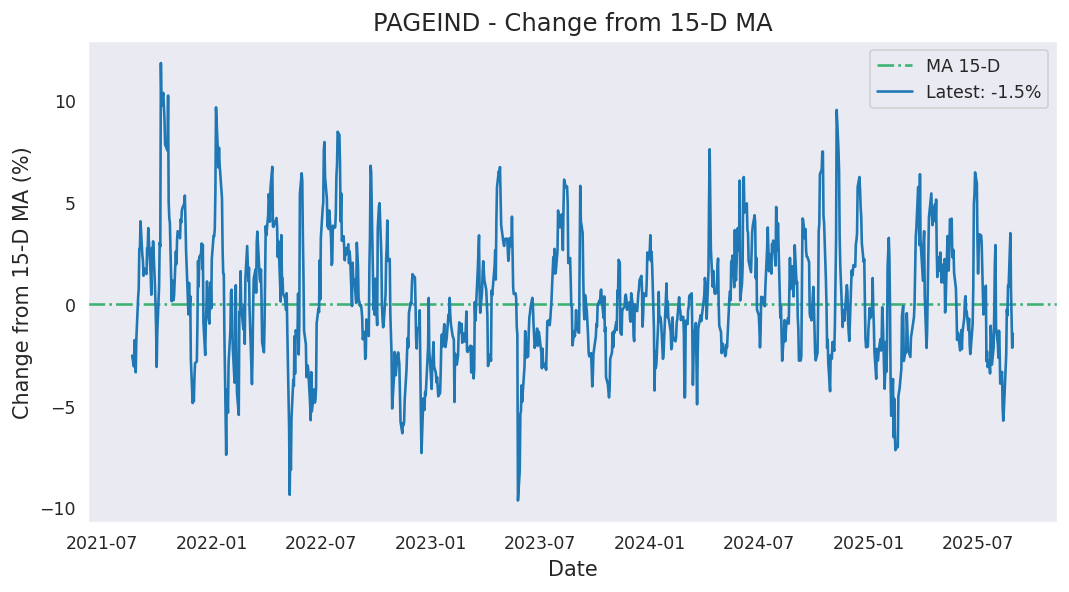 PAGEIND - Change from 15-D MA
MA 15-D
Latest: -1.5%
Change from 15-D MA (%)
10
5
0
−5
−10
2021-07 2022-01 2022-07 2023-01 2023-07 2024-01 2024-07 2025-01 2025-07
Date